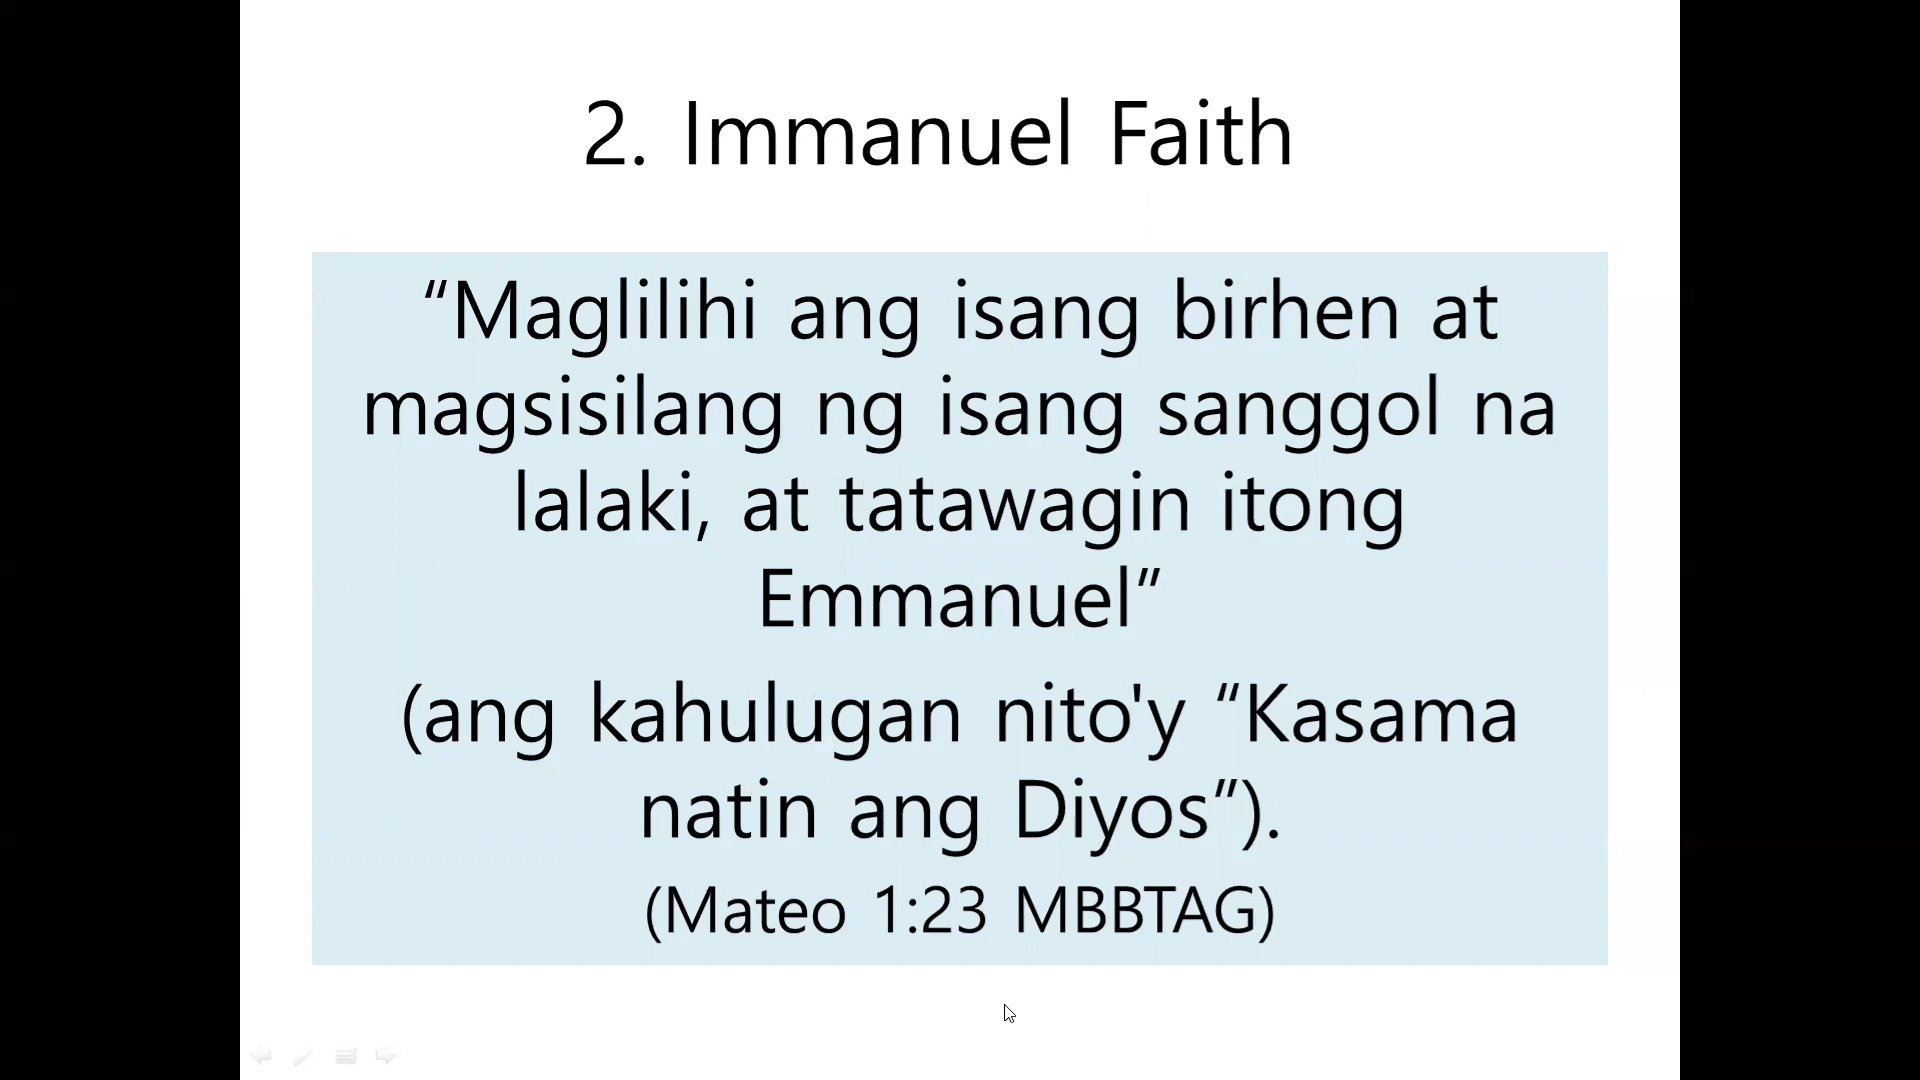 2. Immanuel Faith
“Maglilihi ang isang birhen at
magsisilang ng isang sanggol na
lalaki, at tatawagin itong
Emmanuel”
(ang kahulugan nito'y “Kasama
natin ang Diyos”).
(Mateo 1:23 MBBTAG)